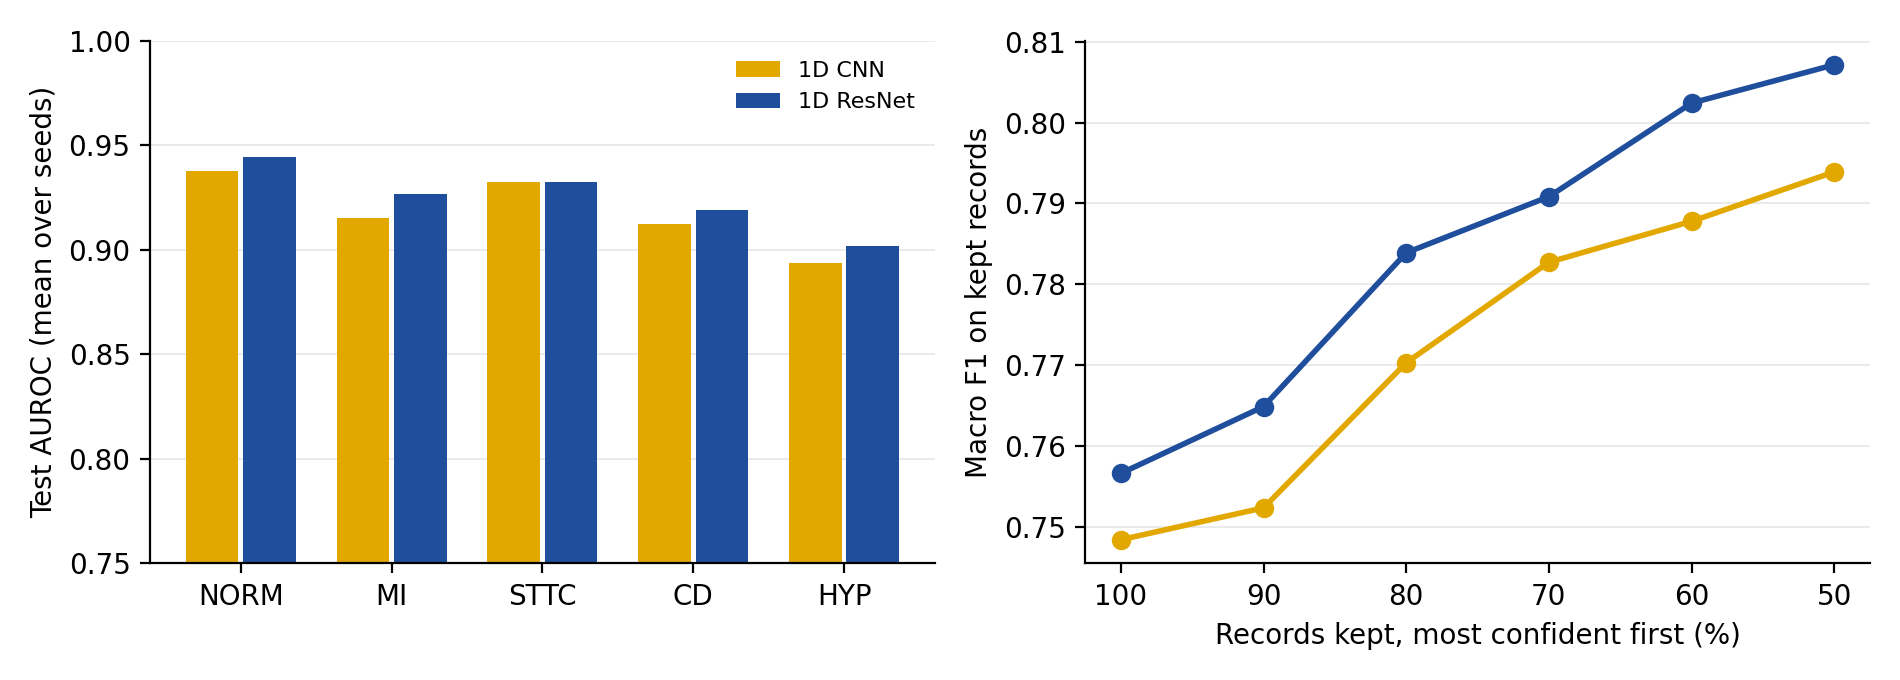 Test AUROC (mean over seeds)
1.00
0.95
0.90
0.85
0.80
0.75
1D CNN
1D ResNet
NORM MI STTC CD HYP
Macro F1 on kept records
0.81
0.80
0.79
0.78
0.77
0.76
0.75
100 90 80 70 60 50
Records kept, most confident first (%)